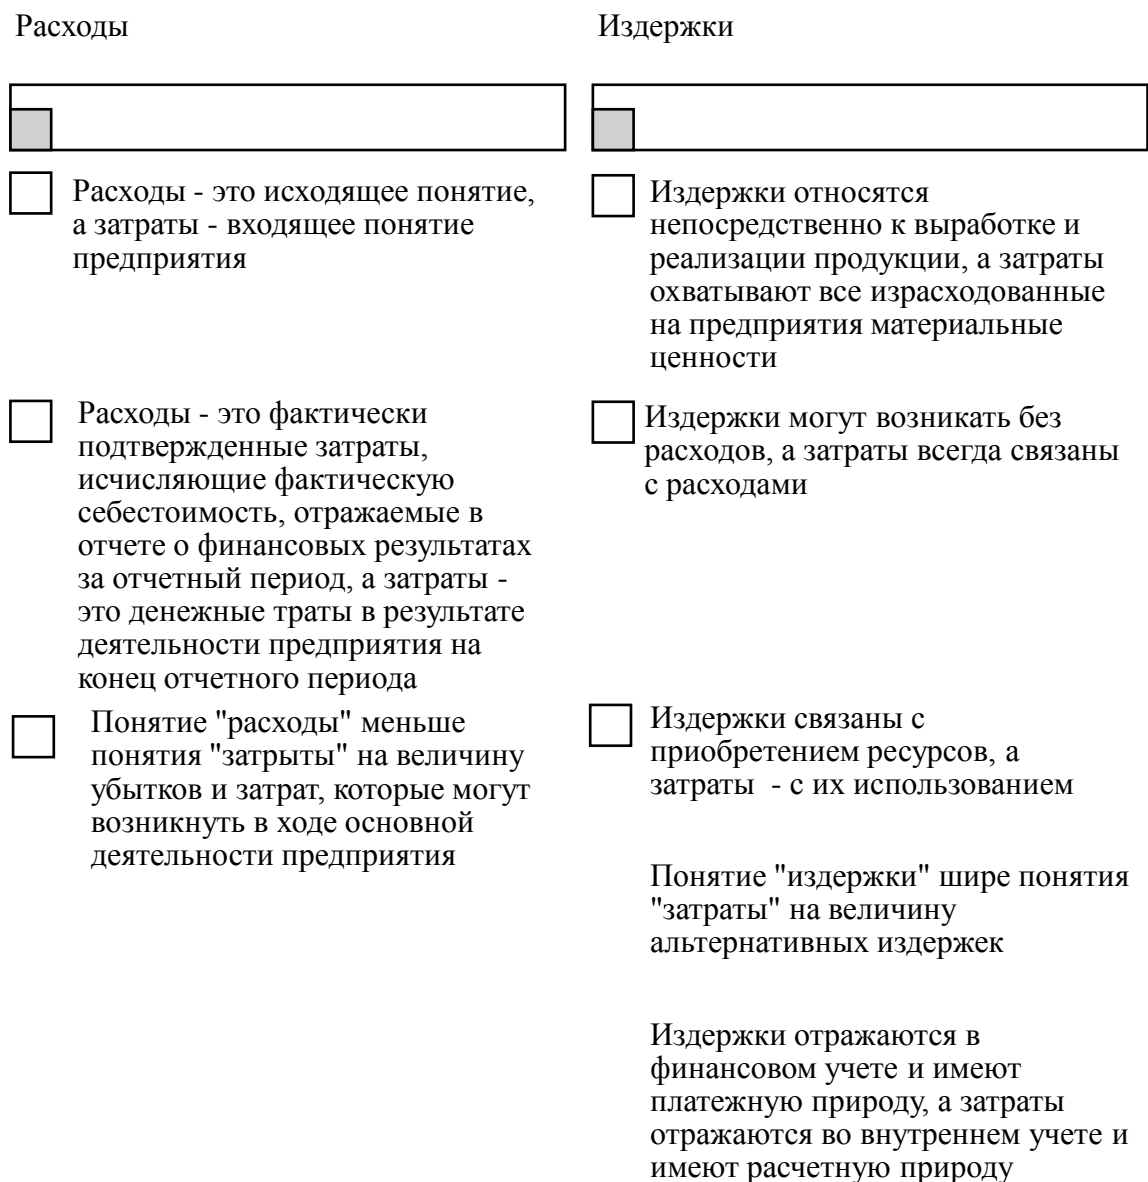 Расходы
Издержки
Расходы - это исходящее понятие,
а затраты - входящее понятие
предприятия
Издержки относятся
непосредственно к выработке и
реализации продукции, а затраты
охватывают все израсходованные
на предприятия материальные
ценности
Расходы - это фактически
подтвержденные затраты,
исчисляющие фактическую
себестоимость, отражаемые в
отчете о финансовых результатах
за отчетный период, а затраты -
это денежные траты в результате
деятельности предприятия на
конец отчетного периода
Издержки могут возникать без
расходов, а затраты всегда связаны
с расходами
Понятие "расходы" меньше
понятия "затрыты" на величину
убытков и затрат, которые могут
возникнуть в ходе основной
деятельности предприятия
Издержки связаны с
приобретением ресурсов, а
затраты  - с их использованием
Понятие "издержки" шире понятия
"затраты" на величину
альтернативных издержек
Издержки отражаются в
финансовом учете и имеют
платежную природу, а затраты
отражаются во внутреннем учете и
имеют расчетную природу